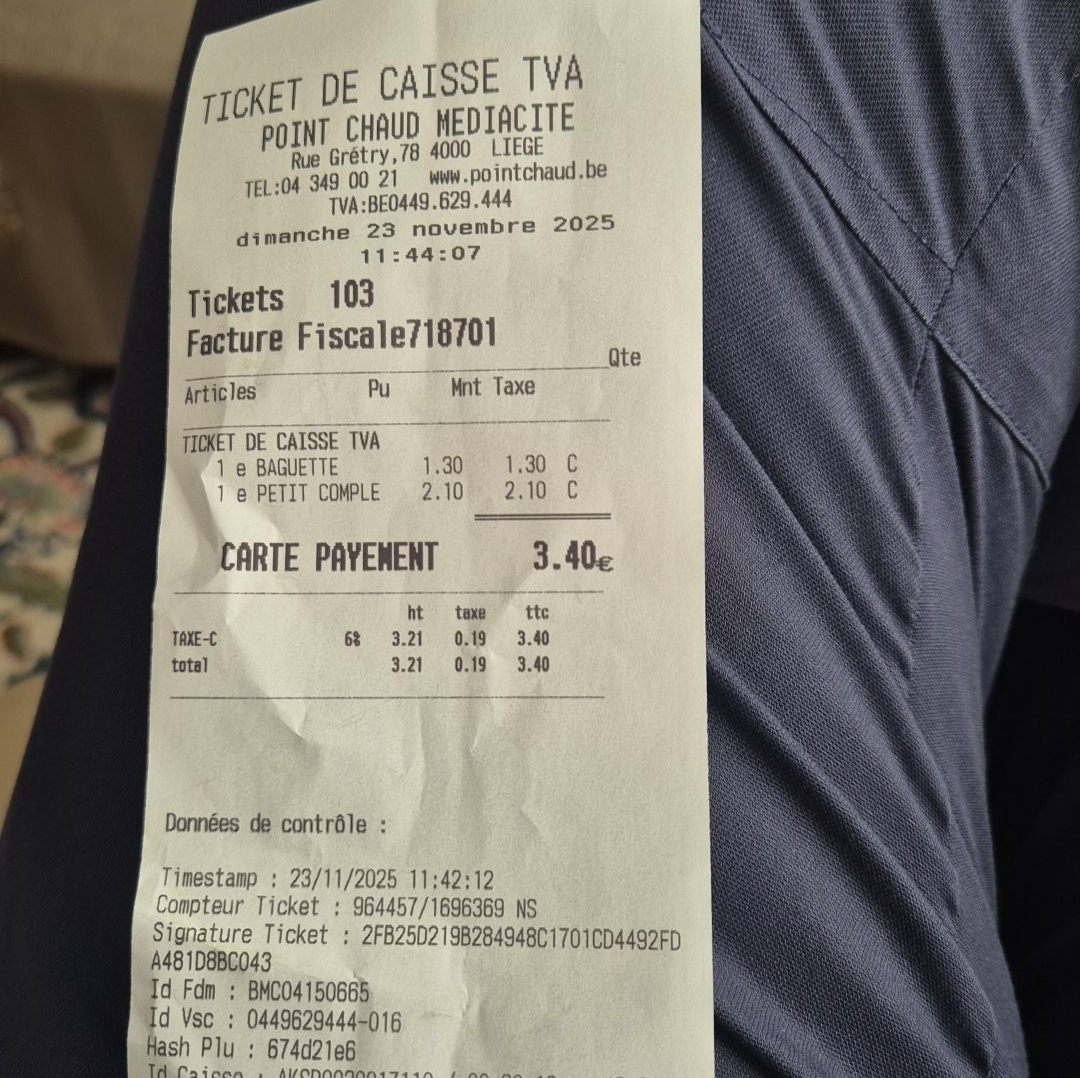 TICKET DE CAISSE TVA
POINT CHAUD MEDIACITE
Rue Grétry,78 4000 LIEGE
TEL:04 349 00 21 www.pointchaud.be
TVA:BE0449.629.444
dimanche 23 novembre 2025
11:44:07
Tickets 103
Facture Fiscale718701
Qte
Articles Pu Mnt Taxe
TICKET DE CAISSE TVA
1 e BAGUETTE 1.30 1.30 C
1 e PETIT COMPLE 2.10 2.10 C
CARTE PAYEMENT 3.40€
ht taxe ttc
TAXE-C 6% 3.21 0.19 3.40
total 3.21 0.19 3.40
Données de contrôle :
Timestamp : 23/11/2025 11:42:12
Compteur Ticket : 964457/1696369 NS
Signature Ticket : 2FB25D219B284948C1701CD4492FD
A481D8BC043
Id Fdm : BMC04150665
Id Vsc : 0449629444-016
Hash Plu : 674d21e6
Id Caisse :